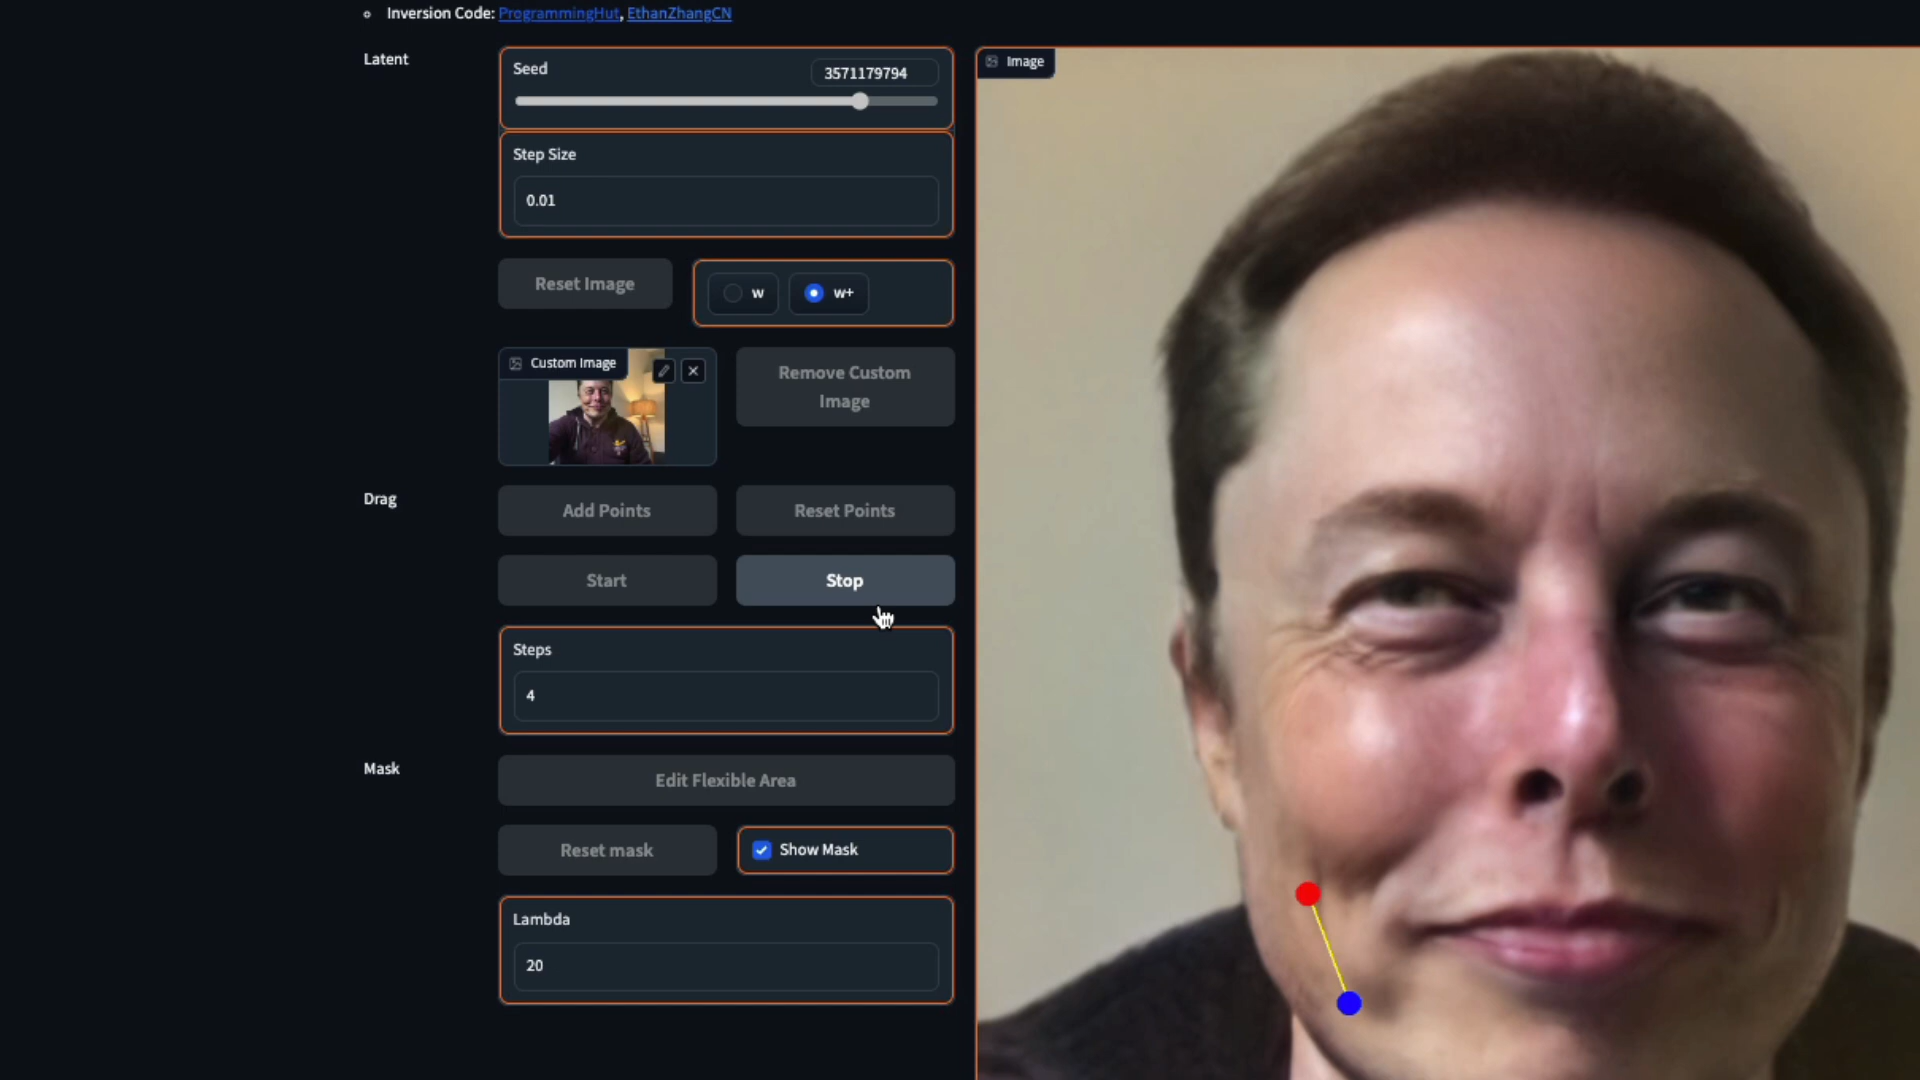 Inversion Code: ProgrammingHut, EthanZhangCN
Latent
Seed
3571179794
Image
Step Size
0.01
Reset Image
w
w+
Custom Image
Remove Custom
Image
Drag
Add Points
Reset Points
Start
Stop
Steps
4
Mask
Edit Flexible Area
Reset mask
Show Mask
Lambda
20